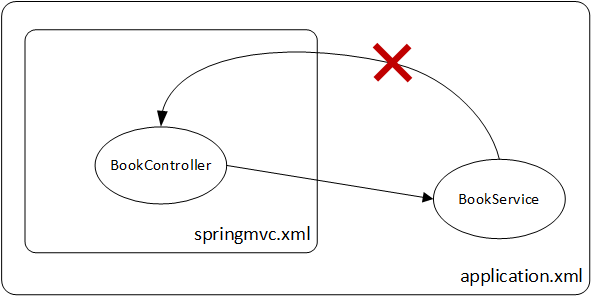 BookController
BookService
springmvc.xml
application.xml